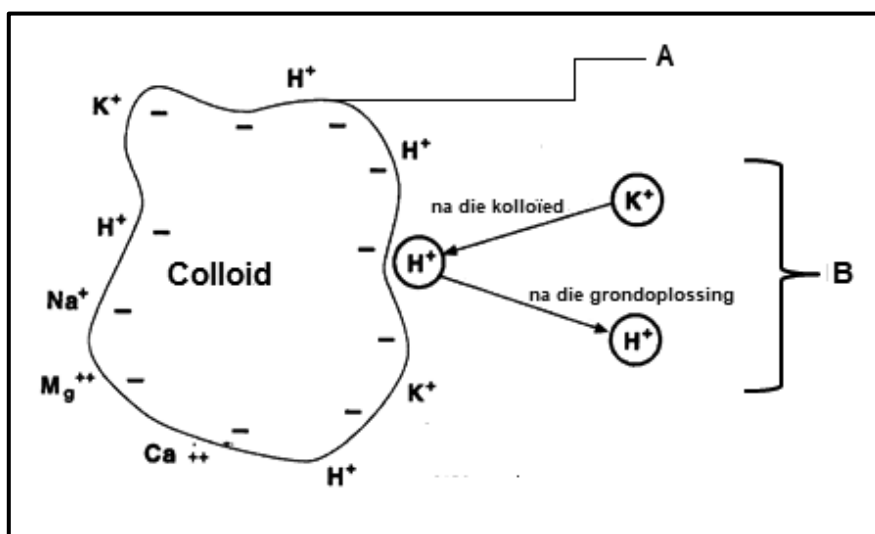 H⁺
A
K⁺
H⁺
na die kolloïed
K⁺
H⁺
Colloid
H⁺
B
Na⁺
na die grondoplossing
H⁺
Mg⁺⁺
K⁺
Ca ++
H⁺
− − − − − − − − − − − −